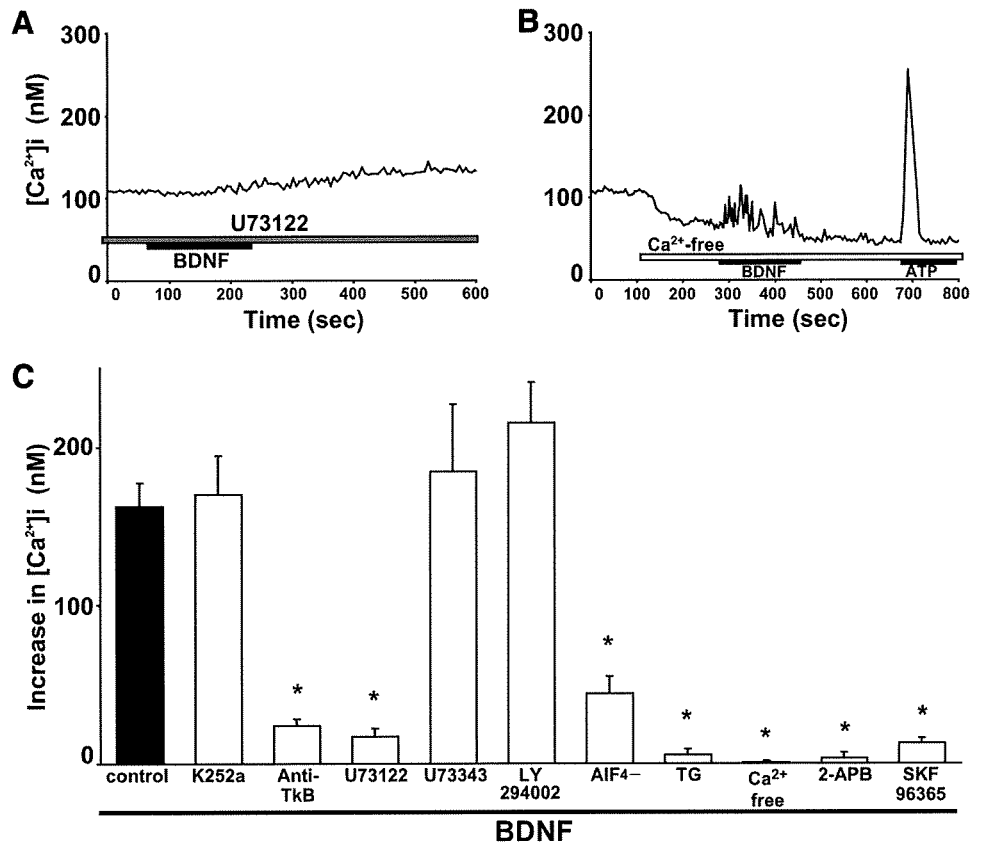 A
300
200
100
0
[Ca2+]i (nM)
U73122
BDNF
0 100 200 300 400 500 600
Time (sec)
B
300
200
100
0
Ca2+-free
BDNF
ATP
0 100 200 300 400 500 600 700 800
Time (sec)
C
Increase in [Ca2+]i (nM)
200
100
0
* * * * * * *
control K252a Anti- U73122 U73343 LY AlF4– TG Ca2+ 2-APB SKF
TkB 294002 free 96365
BDNF